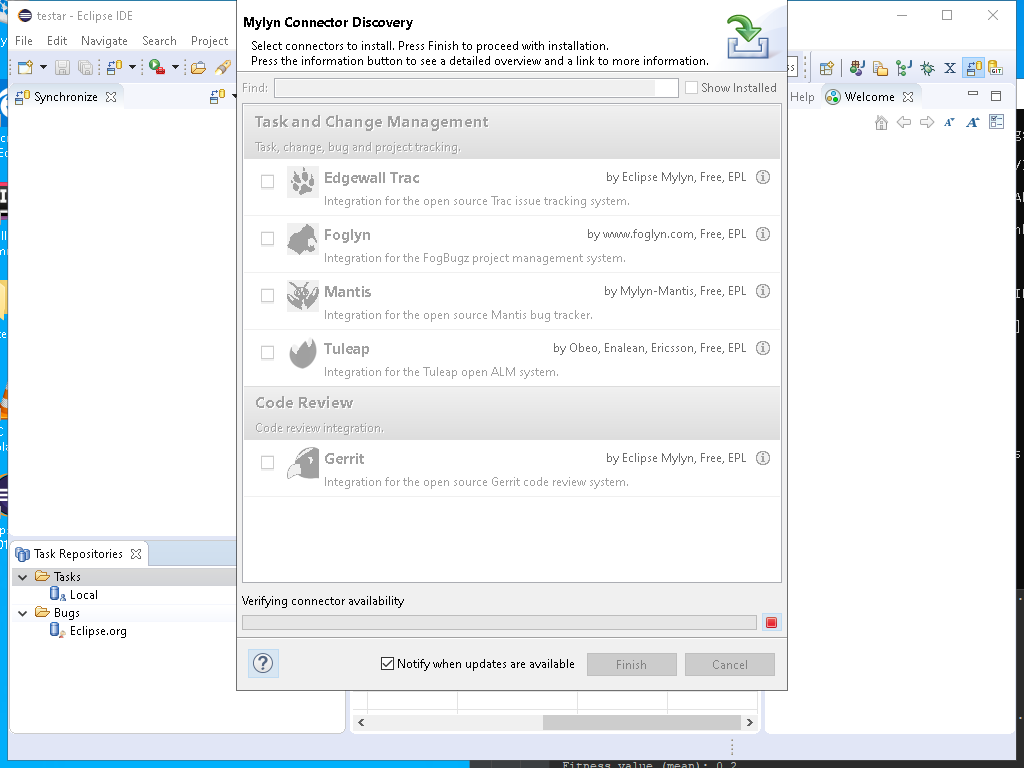 testar - Eclipse IDE
File Edit Navigate Search Project
Help
Synchronize
Welcome
Mylyn Connector Discovery
Select connectors to install. Press Finish to proceed with installation.
Press the information button to see a detailed overview and a link to more information.
Find:
Show Installed
Task and Change Management
Task, change, bug and project tracking.
Edgewall Trac
by Eclipse Mylyn, Free, EPL
Integration for the open source Trac issue tracking system.
Foglyn
by www.foglyn.com, Free, EPL
Integration for the FogBugz project management system.
Mantis
by Mylyn-Mantis, Free, EPL
Integration for the open source Mantis bug tracker.
Tuleap
by Obeo, Enalean, Ericsson, Free, EPL
Integration for the Tuleap open ALM system.
Code Review
Code review integration.
Gerrit
by Eclipse Mylyn, Free, EPL
Integration for the open source Gerrit code review system.
Verifying connector availability
Notify when updates are available
Finish
Cancel
Task Repositories
Tasks
Local
Bugs
Eclipse.org
Fitness value (mean): 0.2